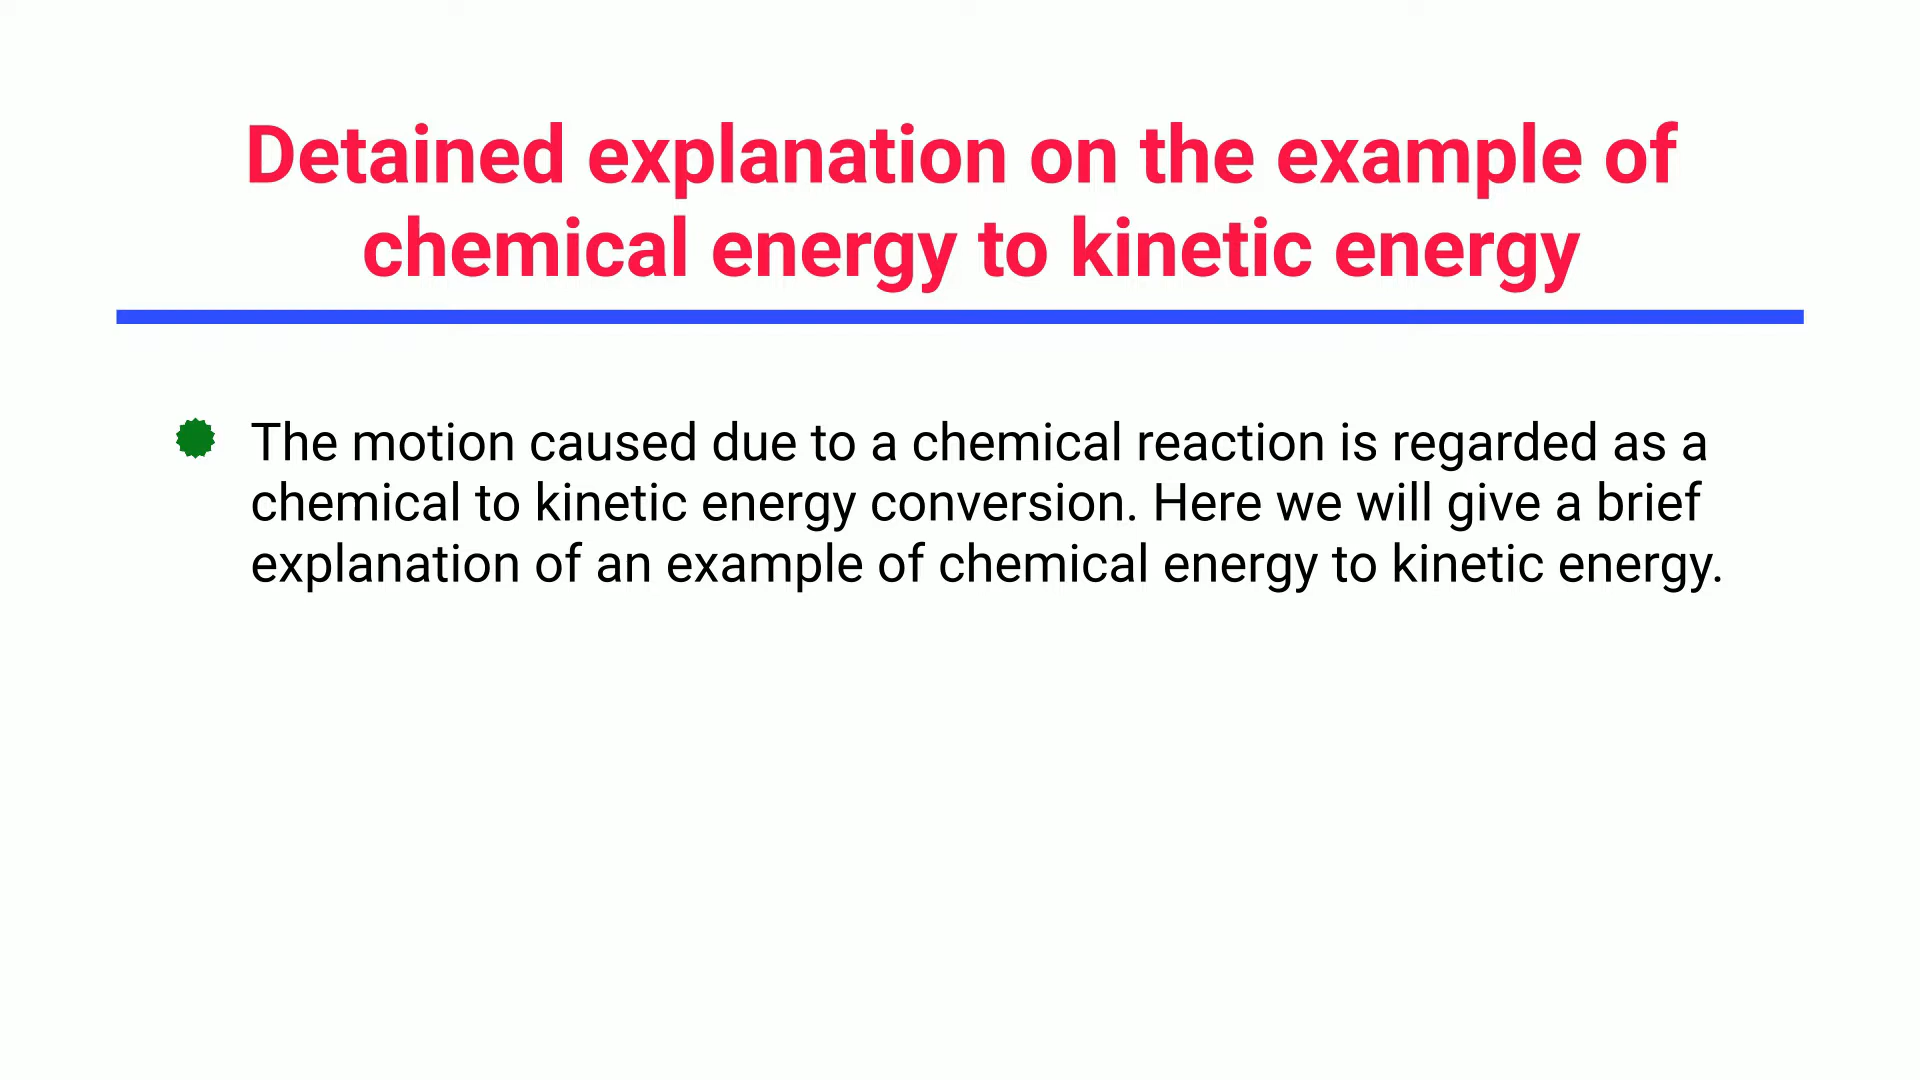 Detained explanation on the example of
chemical energy to kinetic energy
The motion caused due to a chemical reaction is regarded as a
chemical to kinetic energy conversion. Here we will give a brief
explanation of an example of chemical energy to kinetic energy.